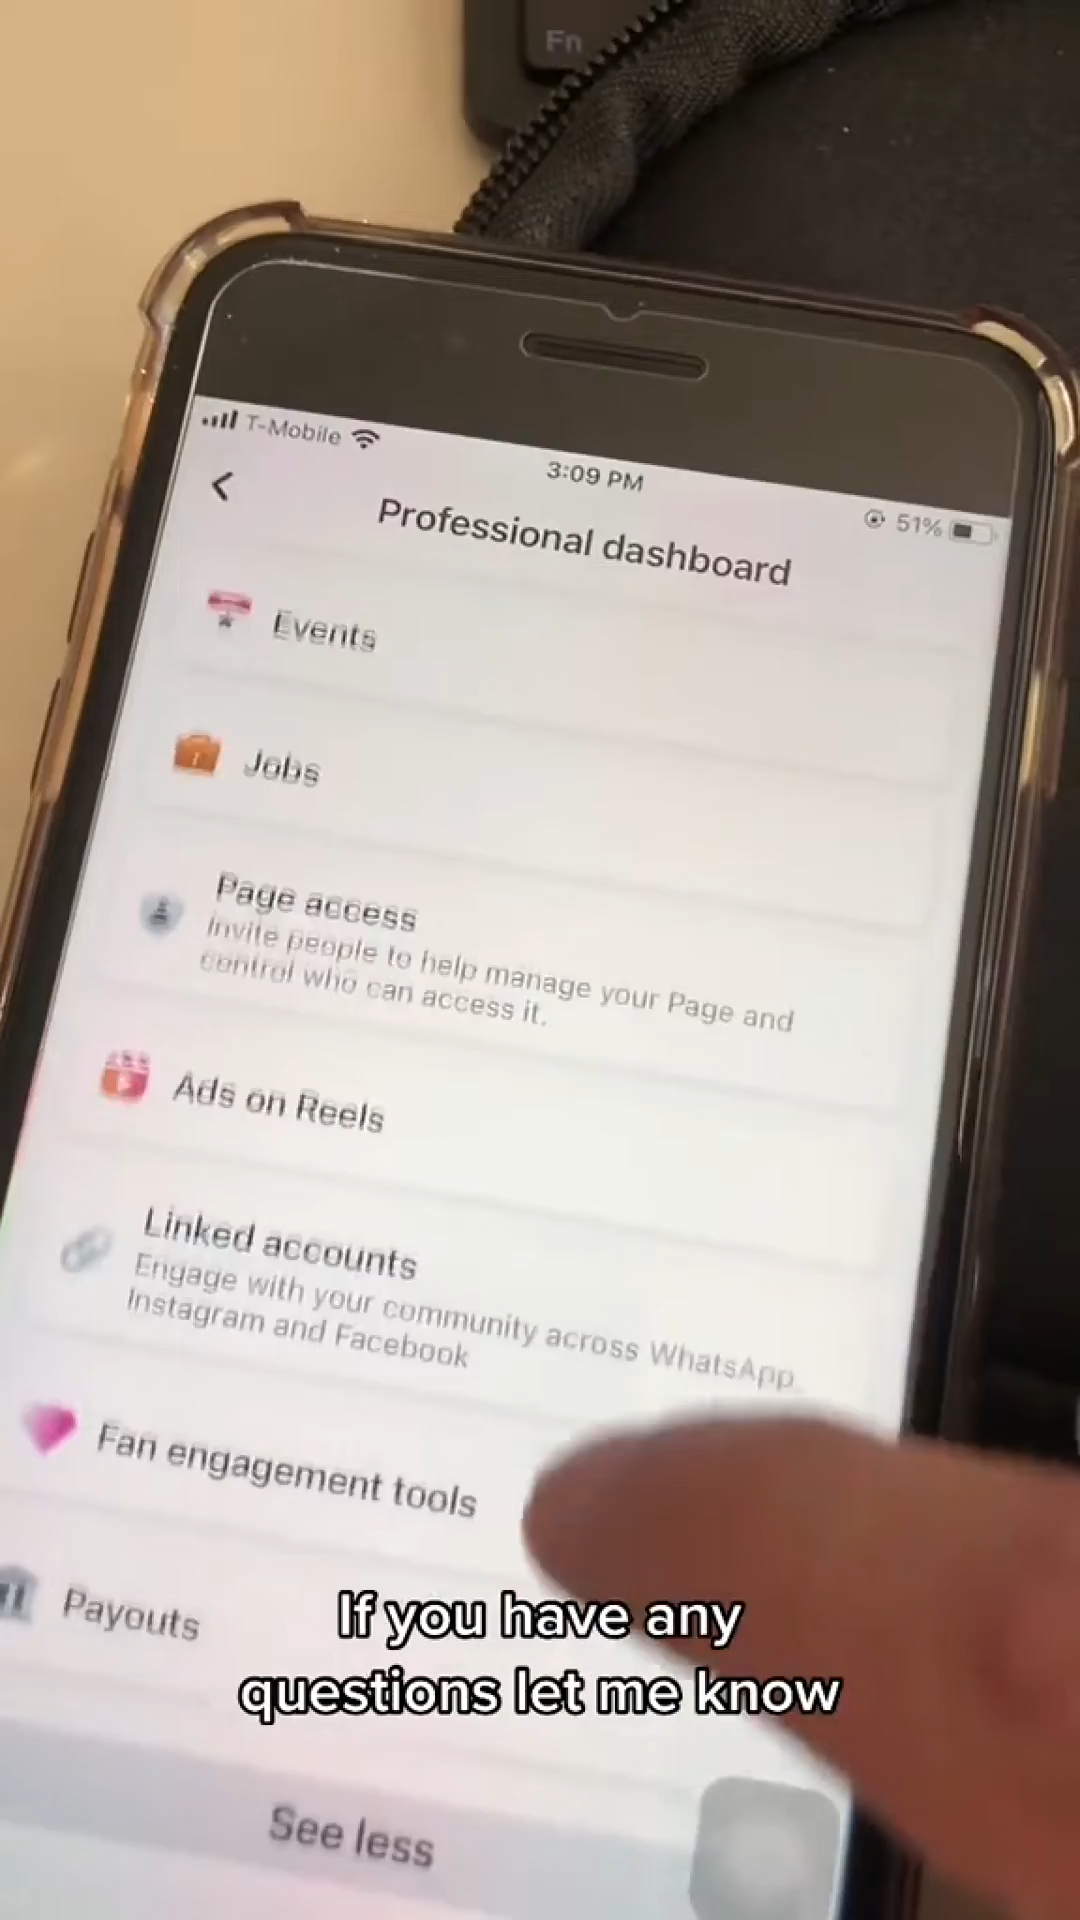 Fn
T-Mobile
3:09 PM
51%
Professional dashboard
Events
Jobs
Page access
Invite people to help manage your Page and
control who can access it.
Ads on Reels
Linked accounts
Engage with your community across WhatsApp,
Instagram and Facebook
Fan engagement tools
Payouts
If you have any
questions let me know
See less